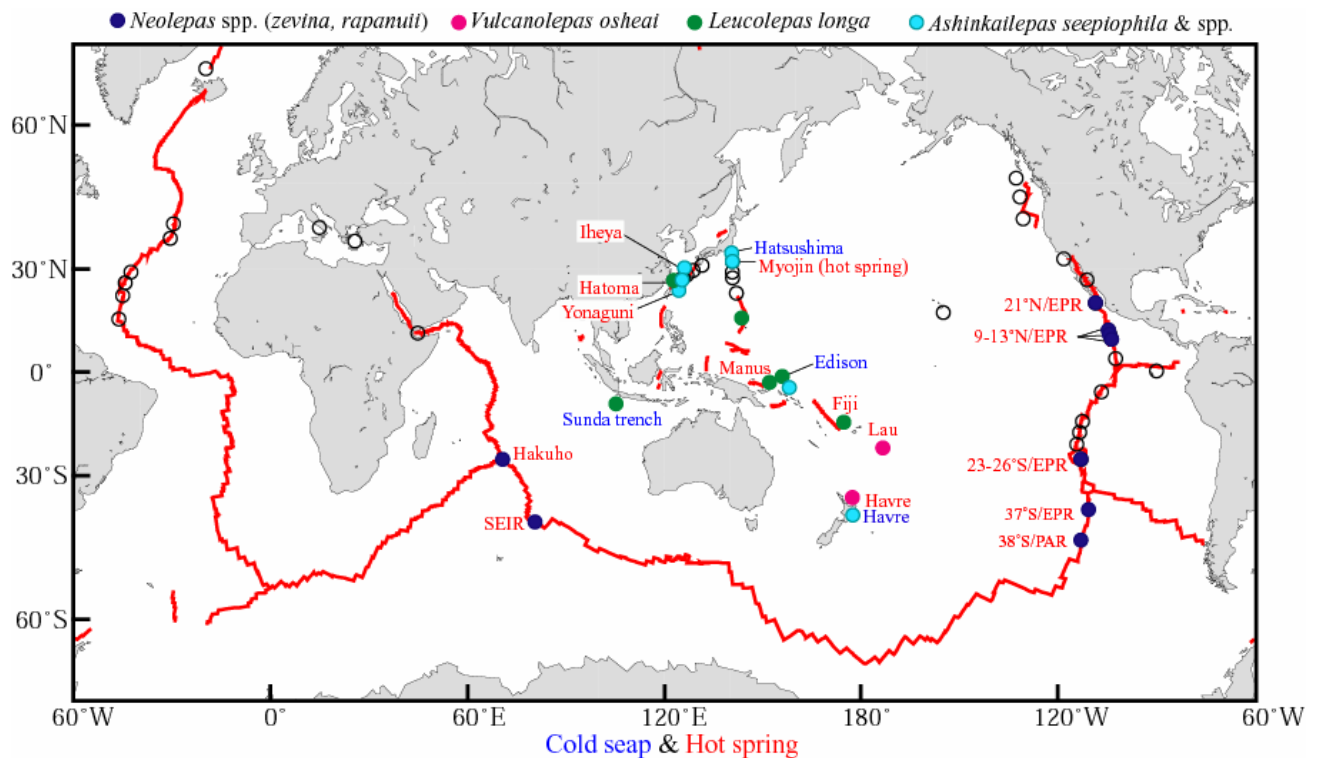 Neolepas spp. (zevina, rapanuii) Vulcanolepas osheai Leucolepas longa Ashinkailepas seepiophila & spp.
60˚N
Iheya
Hatsushima
30˚N
Myojin (hot spring)
Hatoma
Yonaguni
21˚N/EPR
9-13˚N/EPR
0˚
Manus
Edison
Sunda trench
Fiji
Lau
Hakuho
23-26˚S/EPR
30˚S
Havre
Havre
SEIR
37˚S/EPR
38˚S/PAR
60˚S
60˚W 0˚ 60˚E 120˚E 180˚ 120˚W 60˚W
Cold seap & Hot spring